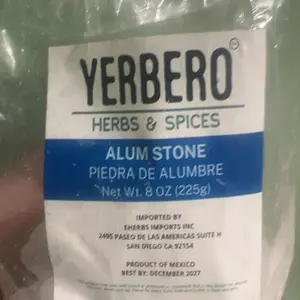 YERBERO
HERBS & SPICES
ALUM STONE
PIEDRA DE ALUMBRE
Net Wt. 8 OZ (225g)
IMPORTED BY
EHERBS IMPORTS INC
2495 PASEO DE LAS AMERICAS SUITE H
SAN DIEGO CA 92154
PRODUCT OF MEXICO
BEST BY: DECEMBER 2027